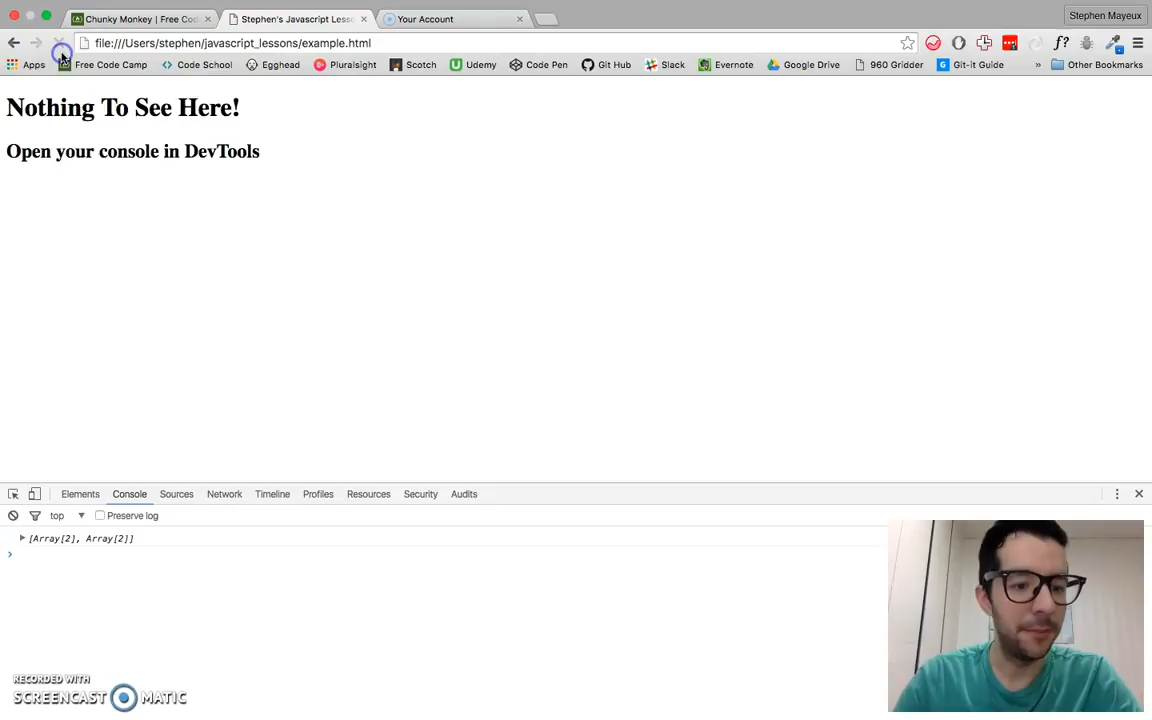 Chunky Monkey | Free Co
Stephen's Javascript Less
Your Account
Stephen Mayeux
file:///Users/stephen/javascript_lessons/example.html
f?
Apps
Free Code Camp
Code School
Egghead
Pluralsight
Scotch
Udemy
Code Pen
Git Hub
Slack
Evernote
Google Drive
960 Gridder
Git-it Guide
»
Other Bookmarks
Nothing To See Here!
Open your console in DevTools
Elements
Console
Sources
Network
Timeline
Profiles
Resources
Security
Audits
top
Preserve log
[Array[2], Array[2]]
RECORDED WITH
SCREENCAST MATIC